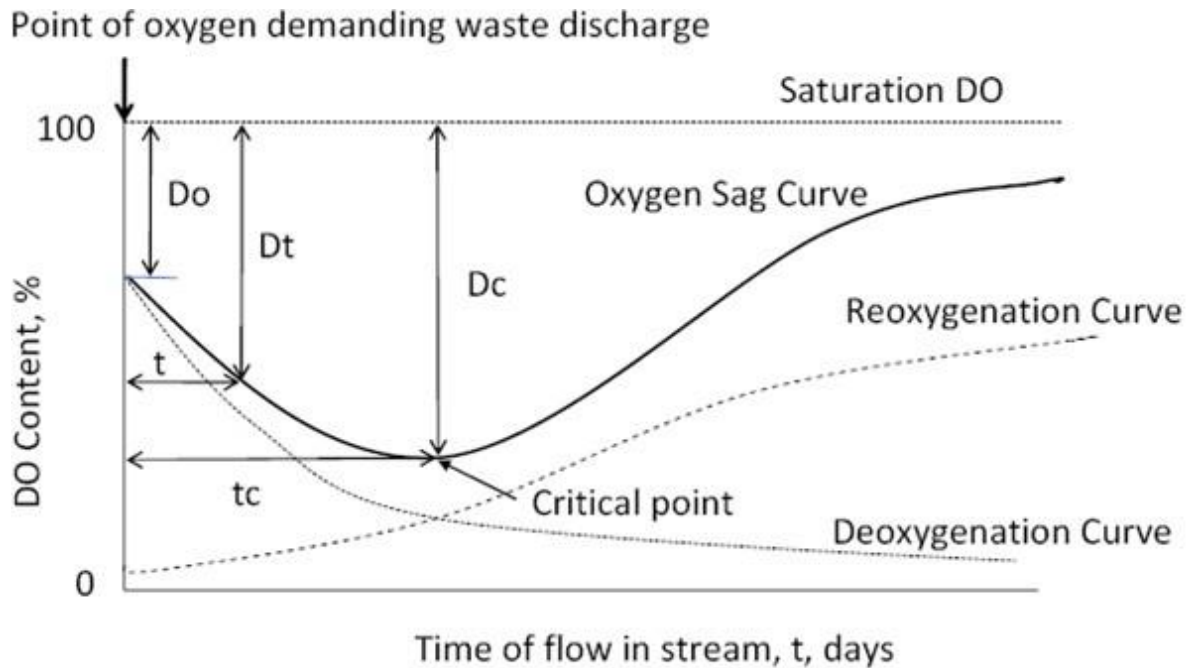 Point of oxygen demanding waste discharge
Saturation DO
100
Do
Oxygen Sag Curve
Dt
Dc
Reoxygenation Curve
t
DO Content, %
tc
Critical point
Deoxygenation Curve
0
Time of flow in stream, t, days